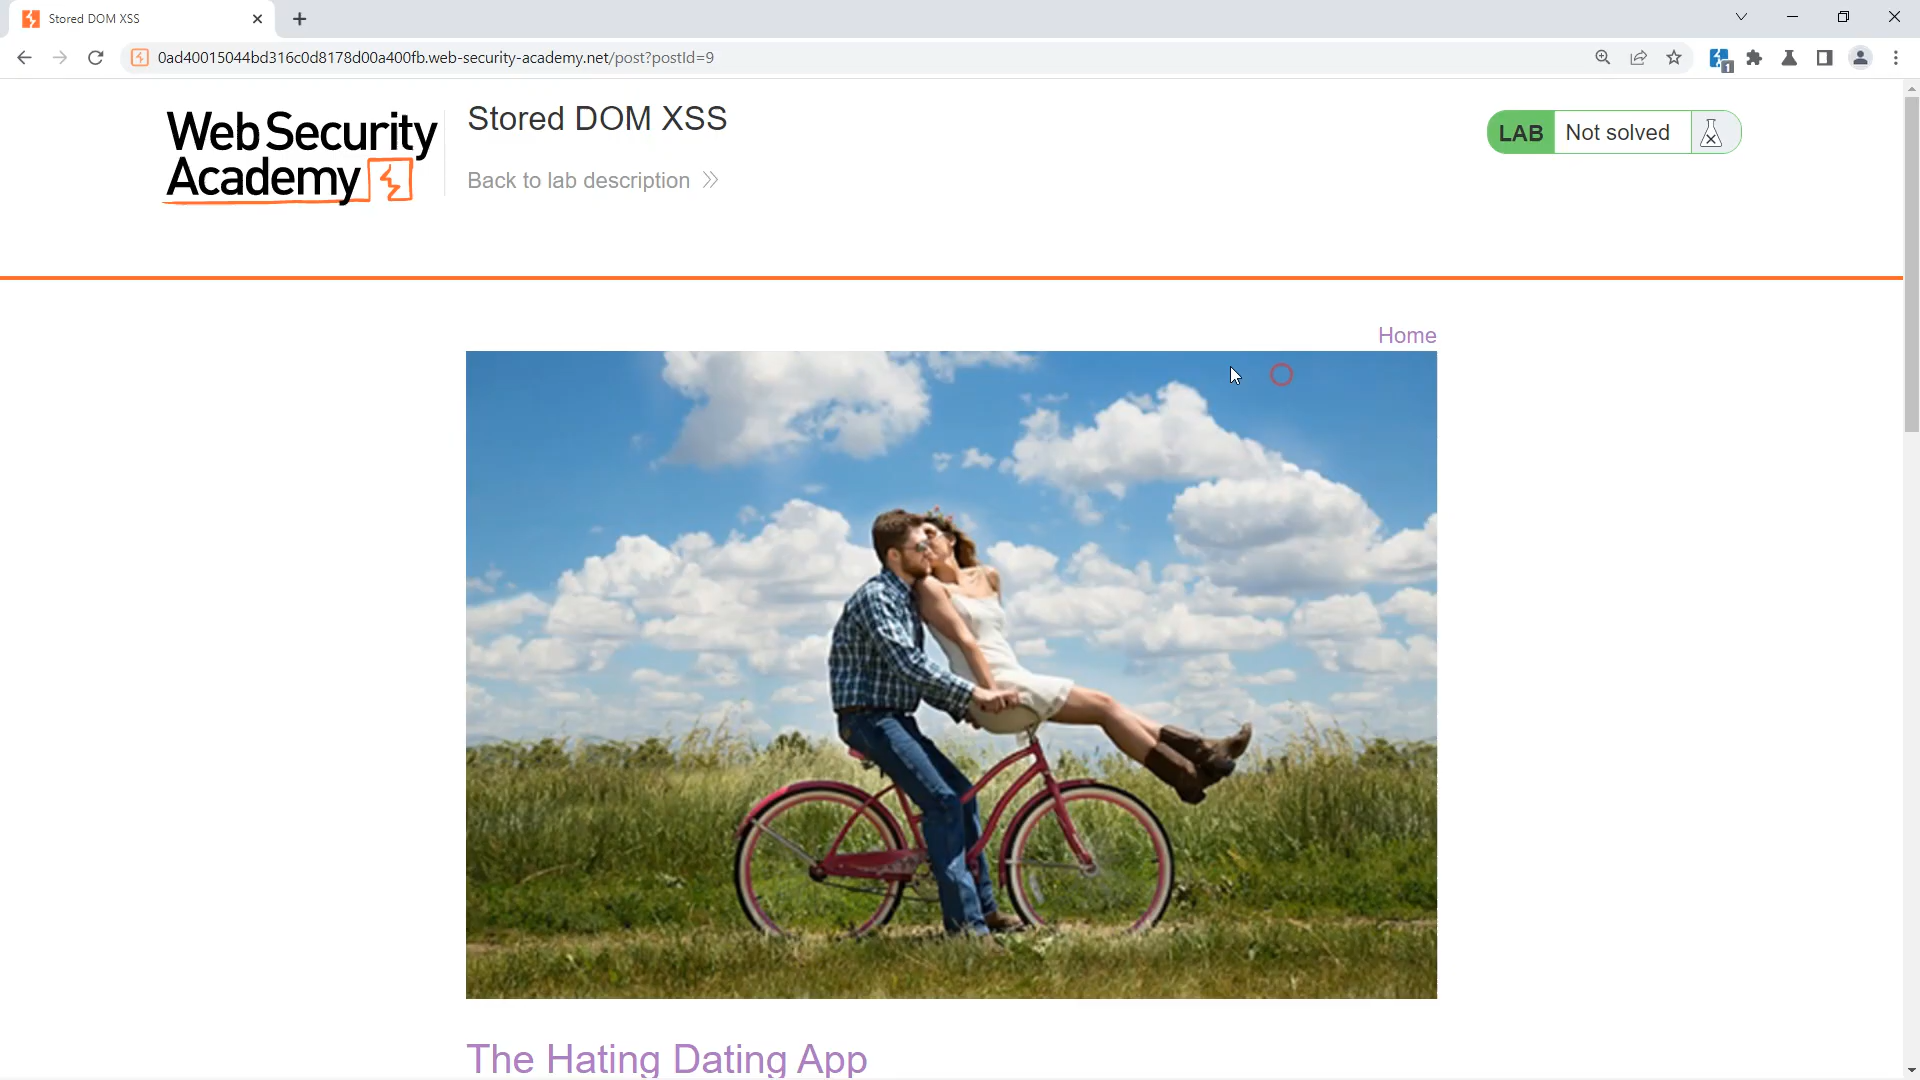 Stored DOM XSS
0ad40015044bd316c0d8178d00a400fb.web-security-academy.net/post?postId=9
1
Web Security
Academy
Stored DOM XSS
Back to lab description
LAB Not solved
Home
The Hating Dating App